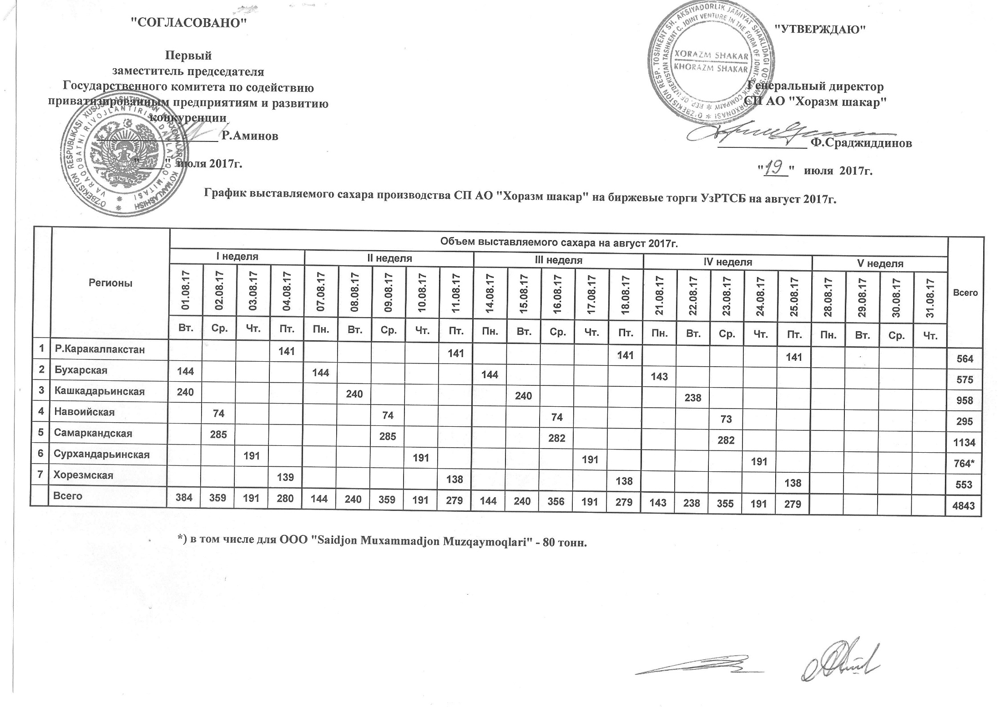 "СОГЛАСОВАНО"
Первый
заместитель председателя
Государственного комитета по содействию
приватизированным предприятиям и развитию
конкуренции
Р.Аминов
"____" июля 2017г.
"УТВЕРЖДАЮ"
XORAZM SHAKAR
KHORAZM SHAKAR
Генеральный директор
СП АО "Хоразм шакар"
Ф.Сраджиддинов
"19" июля 2017г.
График выставляемого сахара производства СП АО "Хоразм шакар" на биржевые торги УзРТСБ на август 2017г.
Регионы Объем выставляемого сахара на август 2017г. Всего
I неделя II неделя III неделя IV неделя V неделя
01.08.17 02.08.17 03.08.17 04.08.17 07.08.17 08.08.17 09.08.17 10.08.17 11.08.17 14.08.17 15.08.17 16.08.17 17.08.17 18.08.17 21.08.17 22.08.17 23.08.17 24.08.17 25.08.17 28.08.17 29.08.17 30.08.17 31.08.17
Вт. Ср. Чт. Пт. Пн. Вт. Ср. Чт. Пт. Пн. Вт. Ср. Чт. Пт. Пн. Вт. Ср. Чт. Пт. Пн. Вт. Ср. Чт.
1 Р.Каракалпакстан 141 141 141 141 564
2 Бухарская 144 144 144 143 575
3 Кашкадарьинская 240 240 240 238 958
4 Навоийская 74 74 74 73 295
5 Самаркандская 285 285 282 282 1134
6 Сурхандарьинская 191 191 191 191 764*
7 Хорезмская 139 138 138 138 553
Всего 384 359 191 280 144 240 359 191 279 144 240 356 191 279 143 238 355 191 279 4843
*) в том числе для ООО "Saidjon Muxammadjon Muzqaymoqlari" - 80 тонн.